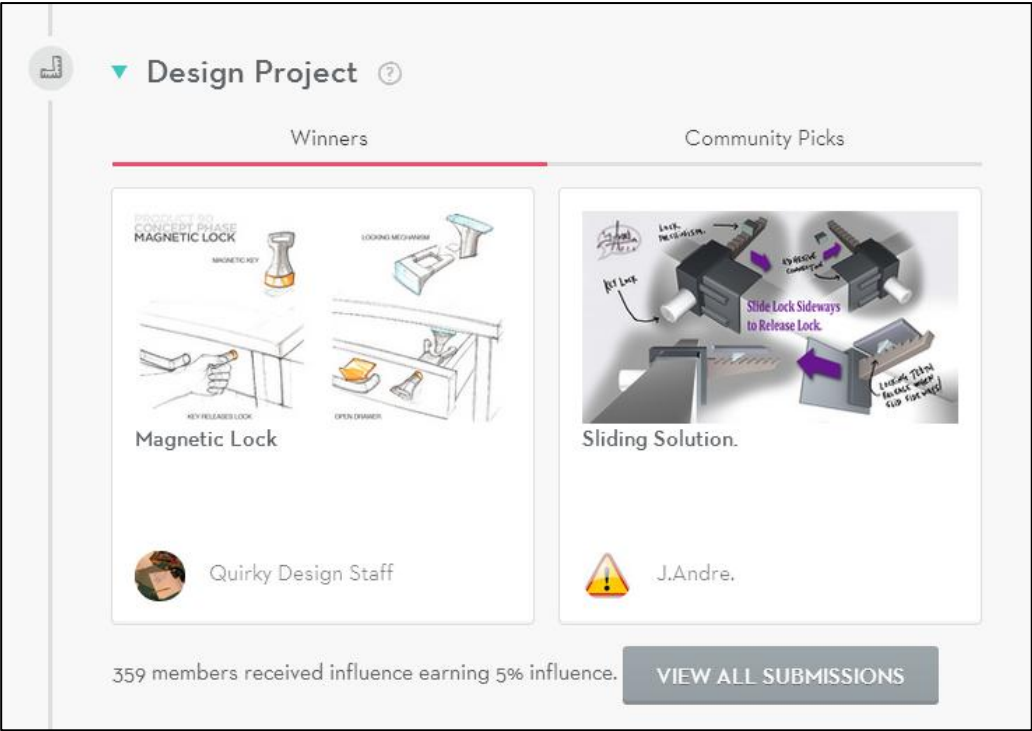 Design Project ?
Winners
Community Picks
PRODUCT 90
CONCEPT PHASE
MAGNETIC LOCK
MAGNETIC KEY
LOCKING MECHANISM
KEY RELEASES LOCK
OPEN DRAWER
Magnetic Lock
Quirky Design Staff
LOCK
MECHANISM.
ADHESIVE
CONNECTION
KEY LOCK
Slide Lock Sideways
to Release Lock.
LOCKING TEETH
RELEASE WHEN
SLID SIDEWAYS!
Sliding Solution.
J.Andre.
359 members received influence earning 5% influence.
VIEW ALL SUBMISSIONS